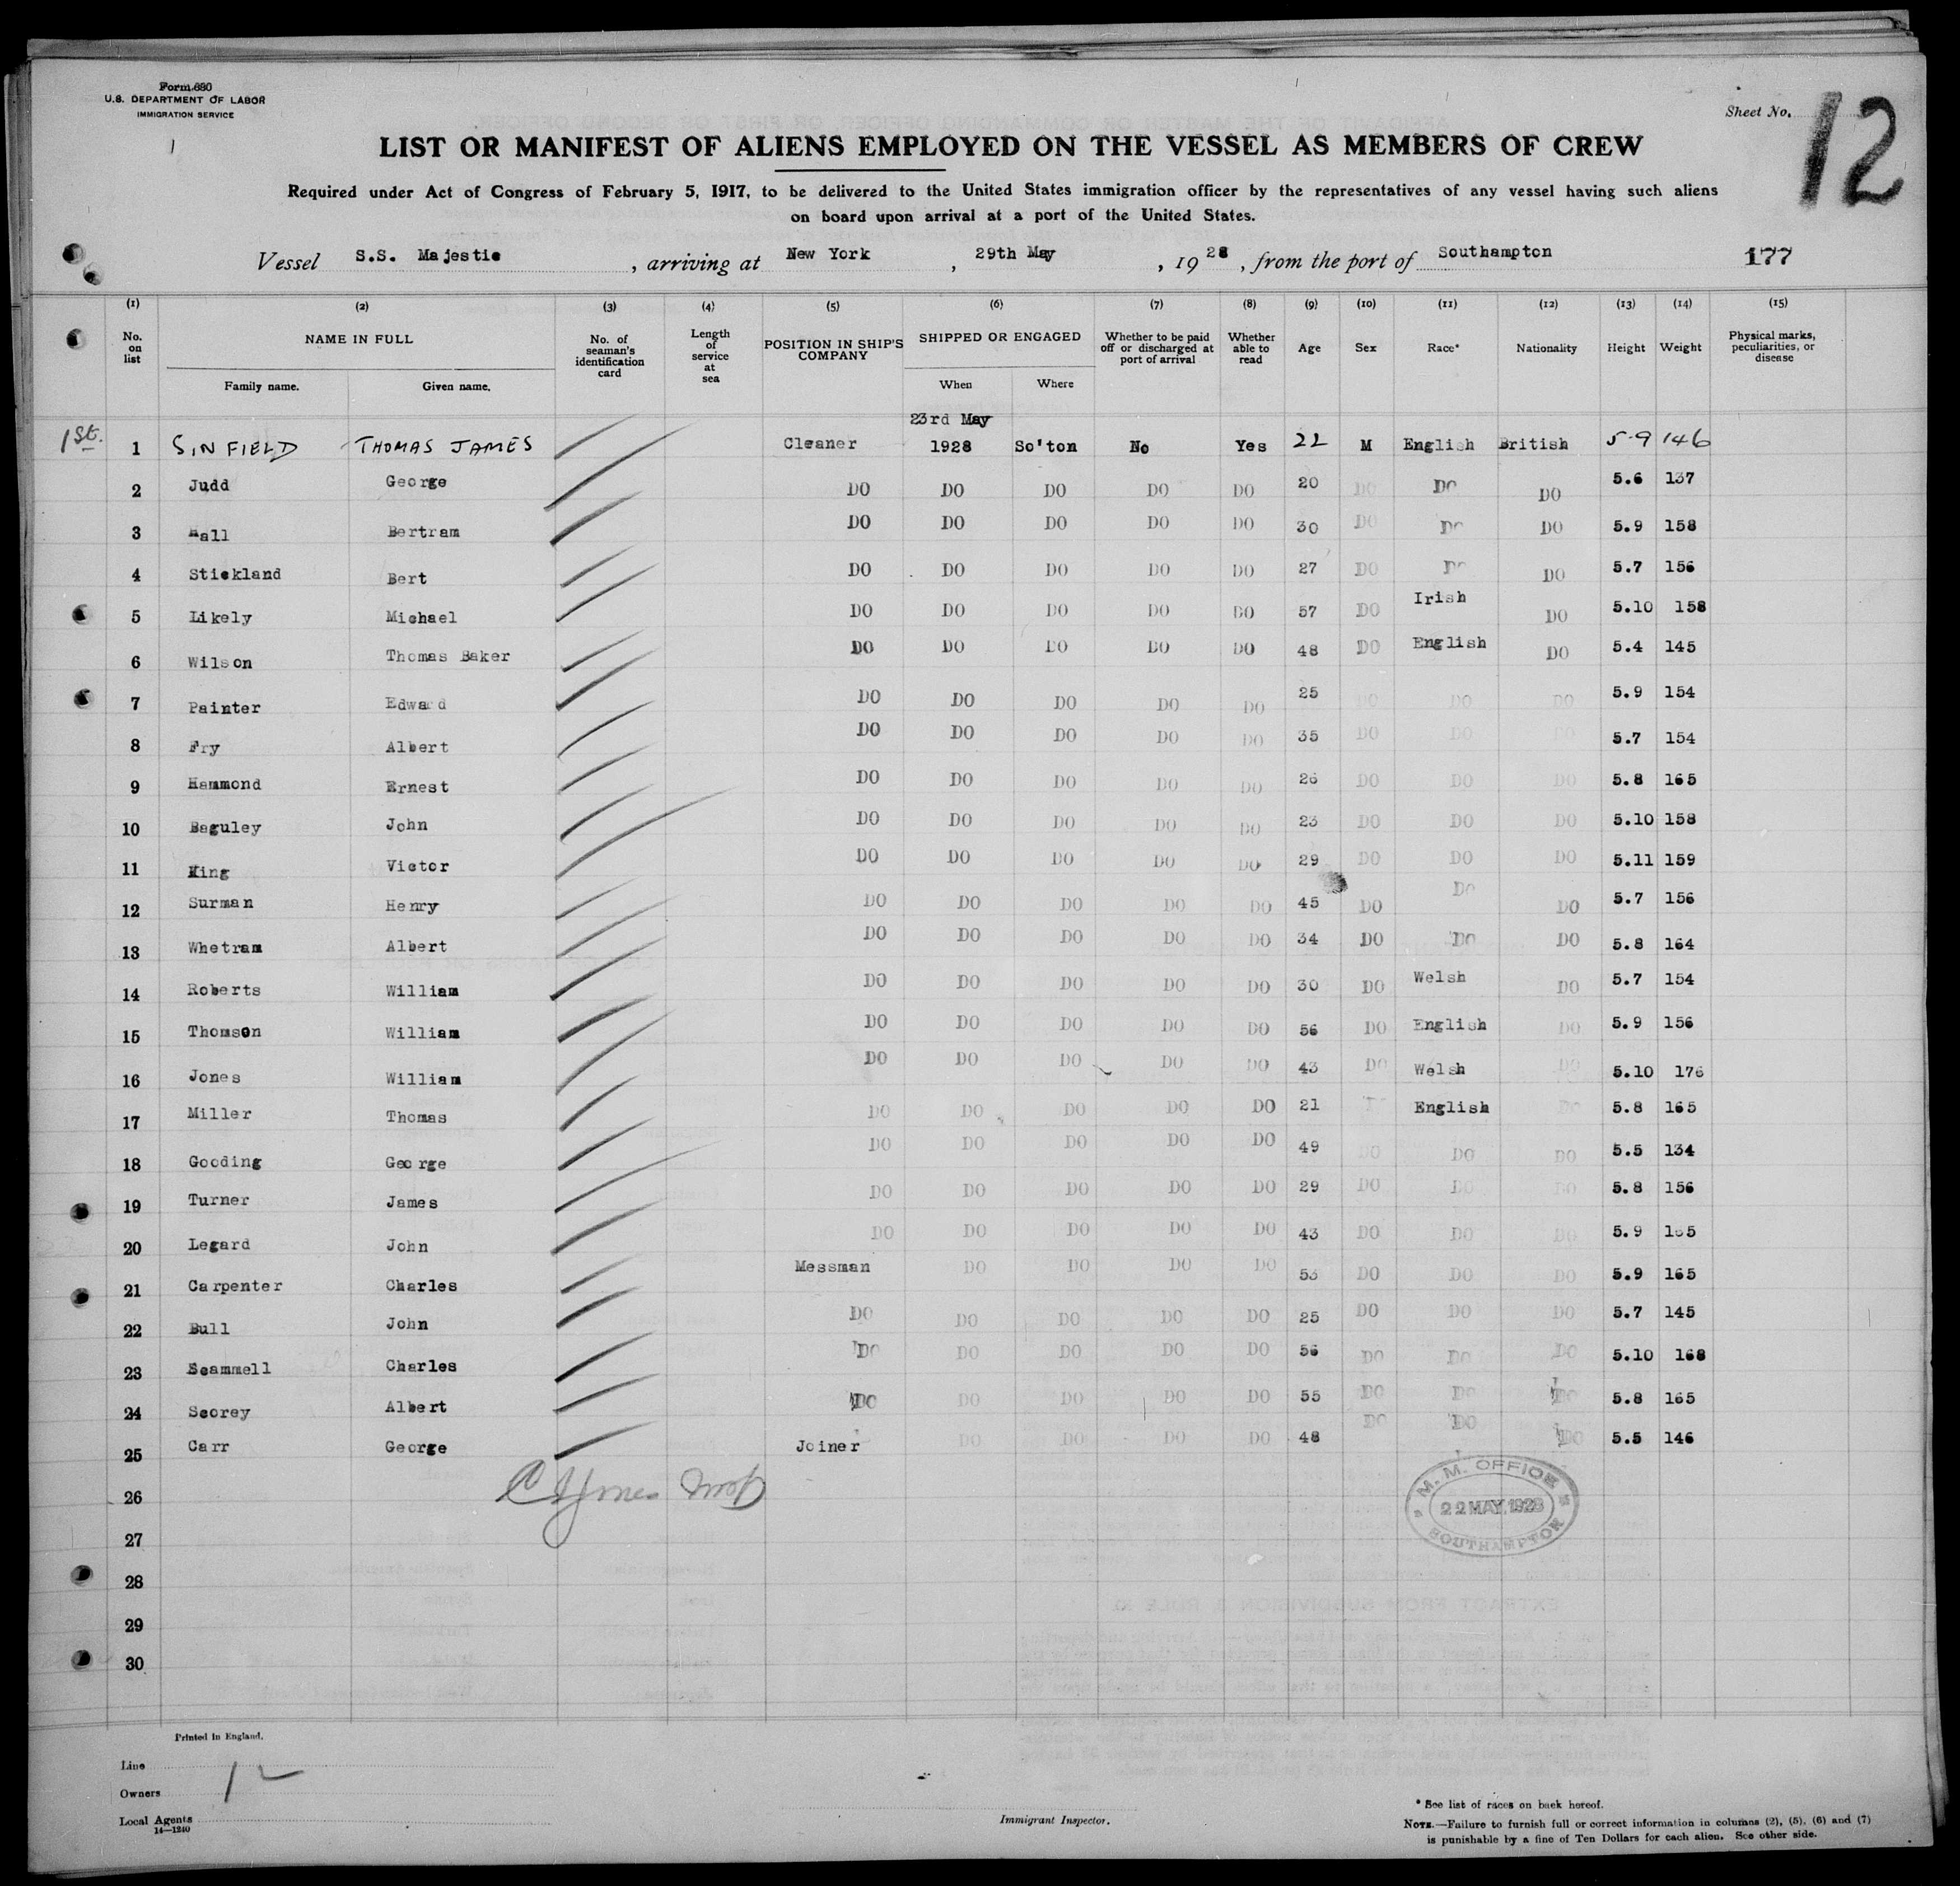 Form 680
U.S. DEPARTMENT OF LABOR
IMMIGRATION SERVICE
Sheet No. 12
LIST OR MANIFEST OF ALIENS EMPLOYED ON THE VESSEL AS MEMBERS OF CREW
Required under Act of Congress of February 5, 1917, to be delivered to the United States immigration officer by the representatives of any vessel having such aliens
on board upon arrival at a port of the United States.
Vessel S.S. Majestic, arriving at New York, 29th May, 1928, from the port of Southampton 177
(1) (2) (3) (4) (5) (6) (7) (8) (9) (10) (11) (12) (13) (14) (15)
No. on list NAME IN FULL Family name. Given name. No. of seaman's identification card Length of service at sea POSITION IN SHIP'S COMPANY SHIPPED OR ENGAGED When Where Whether to be paid off or discharged at port of arrival Whether able to read Age Sex Race* Nationality Height Weight Physical marks, peculiarities, or disease
23rd May
1st. 1 SINFIELD THOMAS JAMES Cleaner 1928 So'ton No Yes 22 M English British 5.9 146
2 Judd George DO DO DO DO DO 20 DO DO DO 5.6 137
3 Hall Bertram DO DO DO DO DO 30 DO DO DO 5.9 158
4 Stickland Bert DO DO DO DO DO 27 DO DO DO 5.7 156
5 Likely Michael DO DO DO DO DO 57 DO Irish DO 5.10 158
6 Wilson Thomas Baker DO DO DO DO DO 48 DO English DO 5.4 145
7 Painter Edward DO DO DO DO DO 25 DO DO DO 5.9 154
8 Fry Albert DO DO DO DO DO 35 DO DO DO 5.7 154
9 Hammond Ernest DO DO DO DO DO 26 DO DO DO 5.8 165
10 Baguley John DO DO DO DO DO 23 DO DO DO 5.10 158
11 King Victor DO DO DO DO DO 29 DO DO DO 5.11 159
12 Surman Henry DO DO DO DO DO 45 DO DO DO 5.7 156
13 Whetram Albert DO DO DO DO DO 34 DO DO DO 5.8 164
14 Roberts William DO DO DO DO DO 30 DO Welsh DO 5.7 154
15 Thomson William DO DO DO DO DO 56 DO English DO 5.9 156
16 Jones William DO DO DO DO DO 43 DO Welsh DO 5.10 176
17 Miller Thomas DO DO DO DO DO 21 DO English DO 5.8 165
18 Gooding George DO DO DO DO DO 49 DO DO DO 5.5 134
19 Turner James DO DO DO DO DO 29 DO DO DO 5.8 156
20 Legard John DO DO DO DO DO 43 DO DO DO 5.9 165
21 Carpenter Charles Messman DO DO DO DO 53 DO DO DO 5.9 165
22 Bull John DO DO DO DO DO 25 DO DO DO 5.7 145
23 Scammell Charles DO DO DO DO DO 56 DO DO DO 5.10 168
24 Scorey Albert DO DO DO DO DO 55 DO DO DO 5.8 165
25 Carr George Joiner DO DO DO DO 48 DO DO DO 5.5 146
26
27
28
29
30
M.M. OFFICE
22 MAY 1928
SOUTHAMPTON
Printed in England.
Line
Owners 12
Local Agents
14—1240
Immigrant Inspector.
* See list of races on back hereof.
NOTE.—Failure to furnish full or correct information in columns (2), (5), (6) and (7)
is punishable by a fine of Ten Dollars for each alien. See other side.